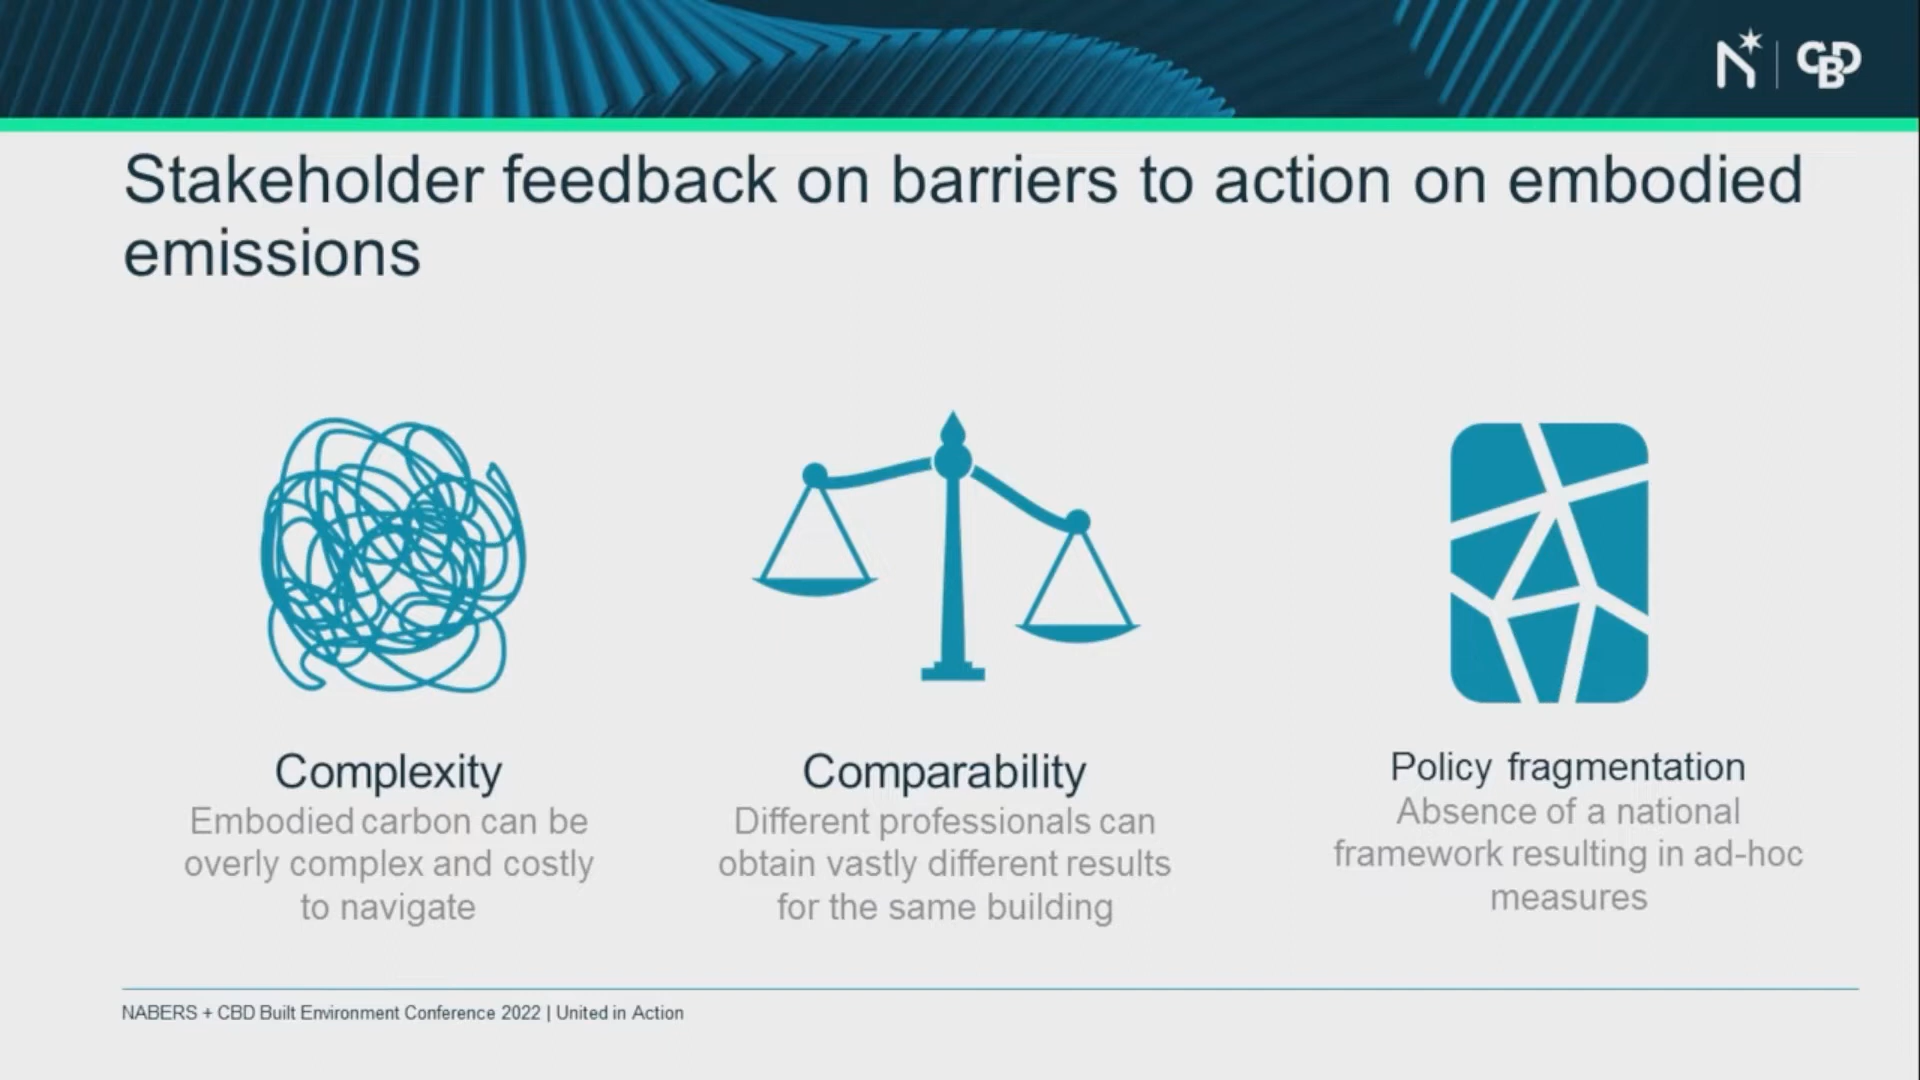 CBD
Stakeholder feedback on barriers to action on embodied
emissions
Complexity
Embodied carbon can be
overly complex and costly
to navigate
Comparability
Different professionals can
obtain vastly different results
for the same building
Policy fragmentation
Absence of a national
framework resulting in ad-hoc
measures
NABERS + CBD Built Environment Conference 2022 | United in Action